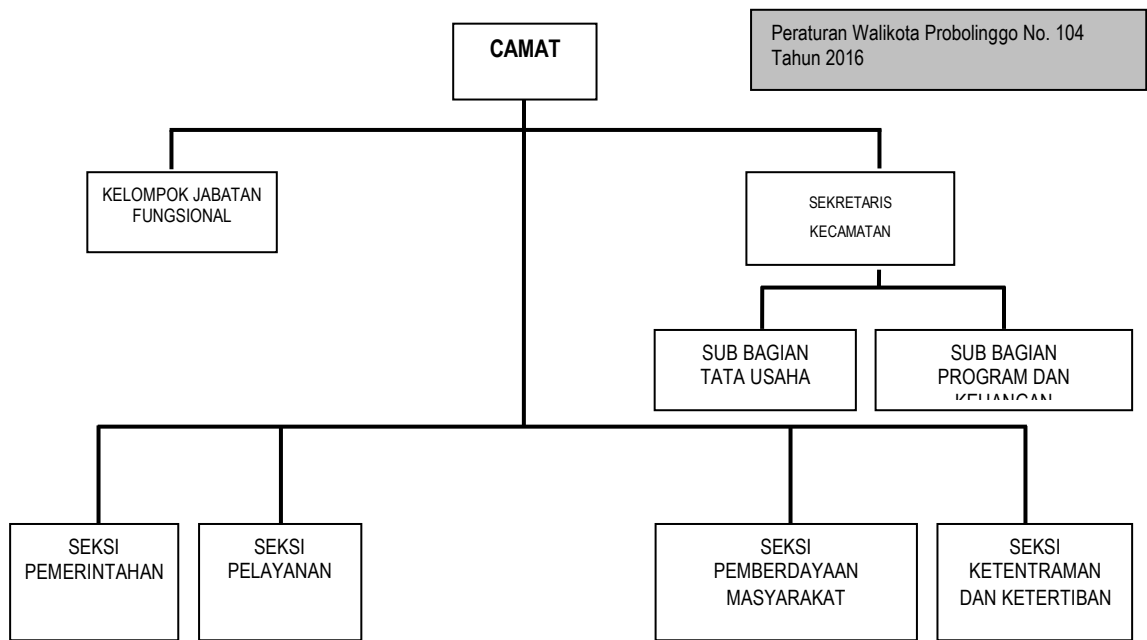 CAMAT
Peraturan Walikota Probolinggo No. 104
Tahun 2016
KELOMPOK JABATAN
FUNGSIONAL
SEKRETARIS
KECAMATAN
SUB BAGIAN
TATA USAHA
SUB BAGIAN
PROGRAM DAN
KEUANGAN
SEKSI
PEMERINTAHAN
SEKSI
PELAYANAN
SEKSI
PEMBERDAYAAN
MASYARAKAT
SEKSI
KETENTRAMAN
DAN KETERTIBAN